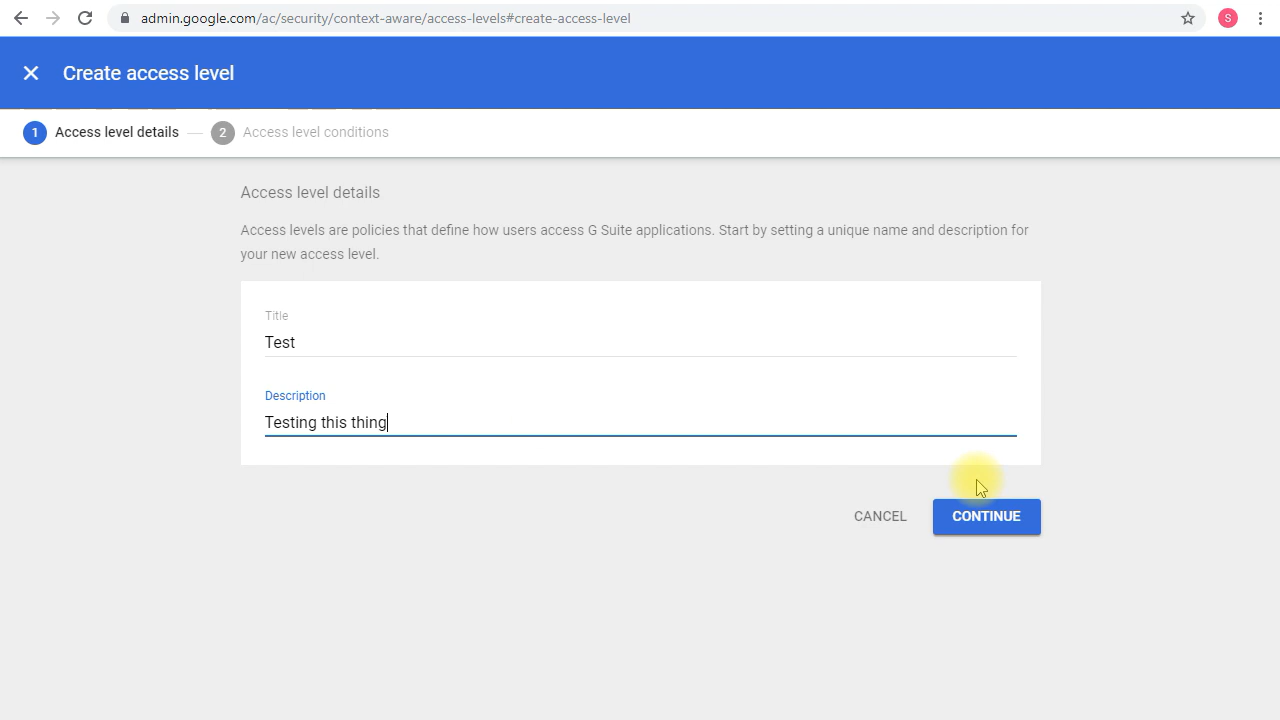 admin.google.com/ac/security/context-aware/access-levels#create-access-level
S
Create access level
1 Access level details
2 Access level conditions
Access level details
Access levels are policies that define how users access G Suite applications. Start by setting a unique name and description for
your new access level.
Title
Test
Description
Testing this thing
CANCEL
CONTINUE